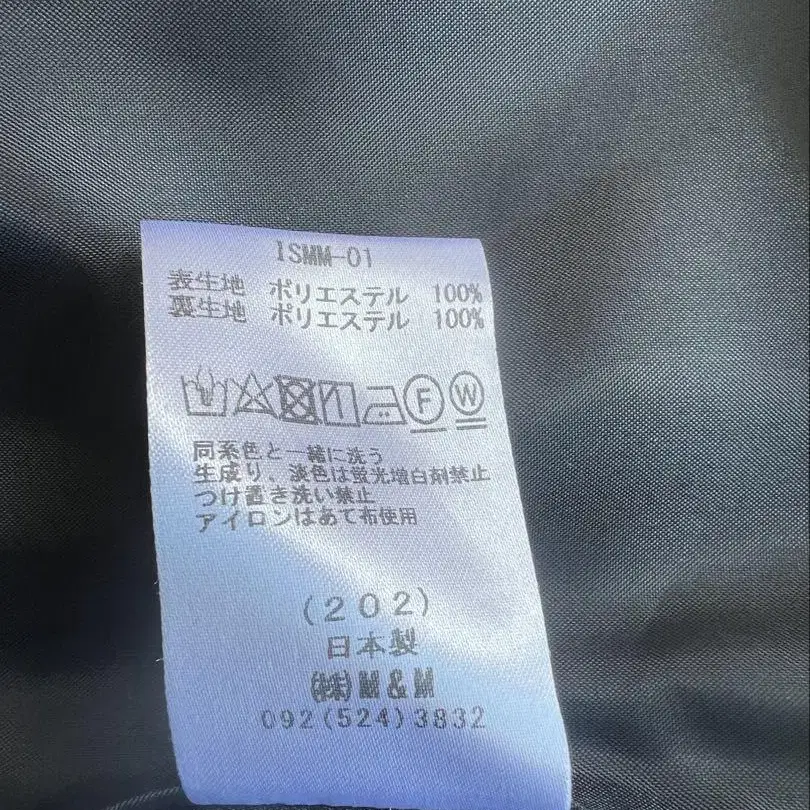 ISMM-01
表生地 ポリエステル 100%
裏生地 ポリエステル 100%
F W
同系色と一緒に洗う
生成り、淡色は蛍光増白剤禁止
つけ置き洗い禁止
アイロンはあて布使用
(202)
日本製
(株)M&M
092(524)3832